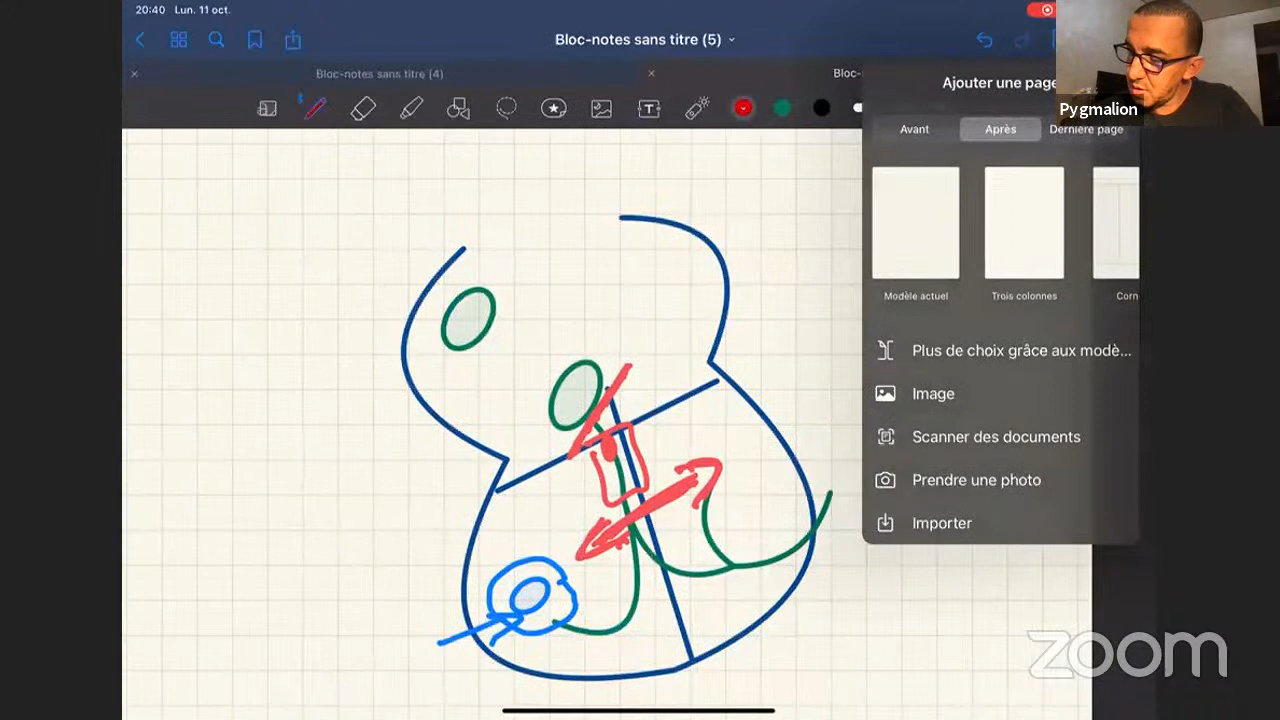 20:40 Lun. 11 oct.
Bloc-notes sans titre (5)
Bloc-notes sans titre (4)
Bloc-
Ajouter une page
Pygmalion
Avant
Après
Dernière page
Modèle actuel
Trois colonnes
Corn
Plus de choix grâce aux modè...
Image
Scanner des documents
Prendre une photo
Importer
zoom